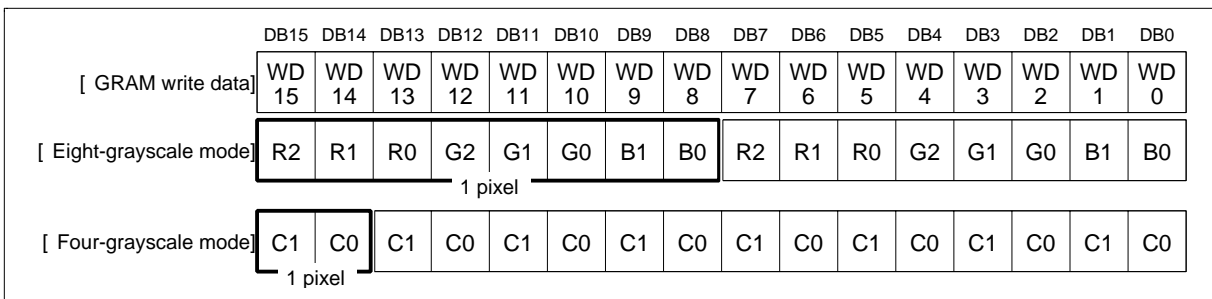 DB15 DB14 DB13 DB12 DB11 DB10 DB9 DB8 DB7 DB6 DB5 DB4 DB3 DB2 DB1 DB0
[ GRAM write data] WD 15 WD 14 WD 13 WD 12 WD 11 WD 10 WD 9 WD 8 WD 7 WD 6 WD 5 WD 4 WD 3 WD 2 WD 1 WD 0
[ Eight-grayscale mode] R2 R1 R0 G2 G1 G0 B1 B0 R2 R1 R0 G2 G1 G0 B1 B0
1 pixel
[ Four-grayscale mode] C1 C0 C1 C0 C1 C0 C1 C0 C1 C0 C1 C0 C1 C0 C1 C0
1 pixel